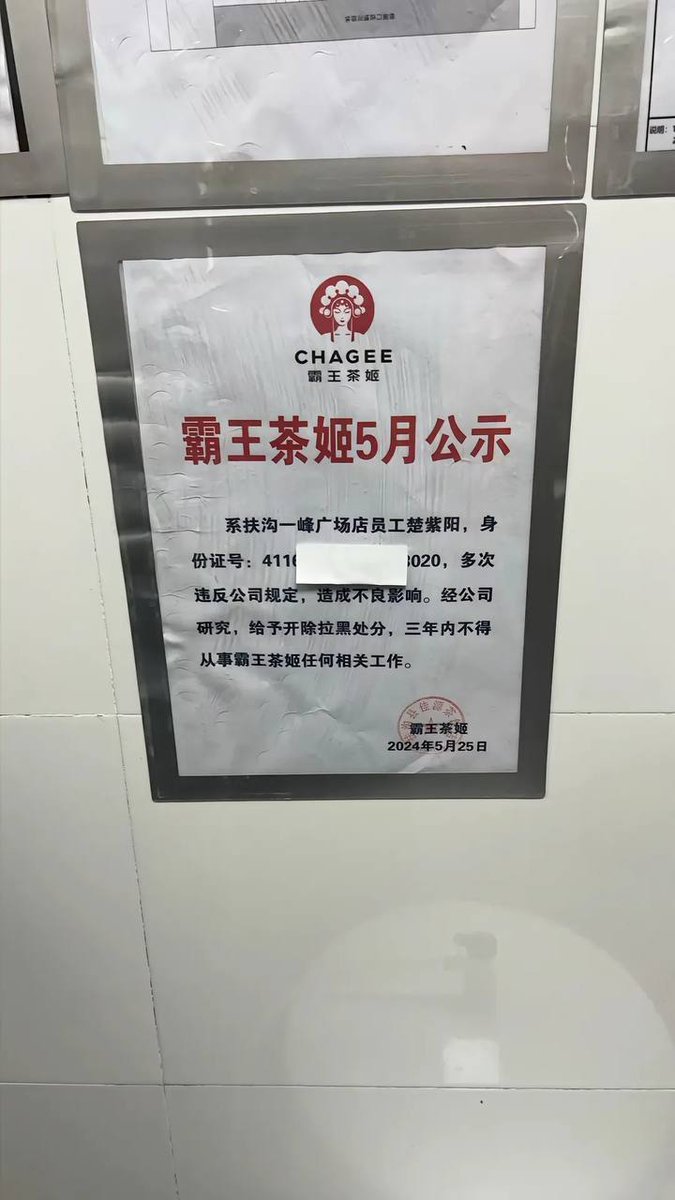 说明：
CHAGEE
霸王茶姬
霸王茶姬5月公示
系扶沟一峰广场店员工楚紫阳，身
份证号：4116 3020，多次
违反公司规定，造成不良影响。经公司
研究，给予开除拉黑处分，三年内不得
从事霸王茶姬任何相关工作。
霸王茶姬
2024年5月25日